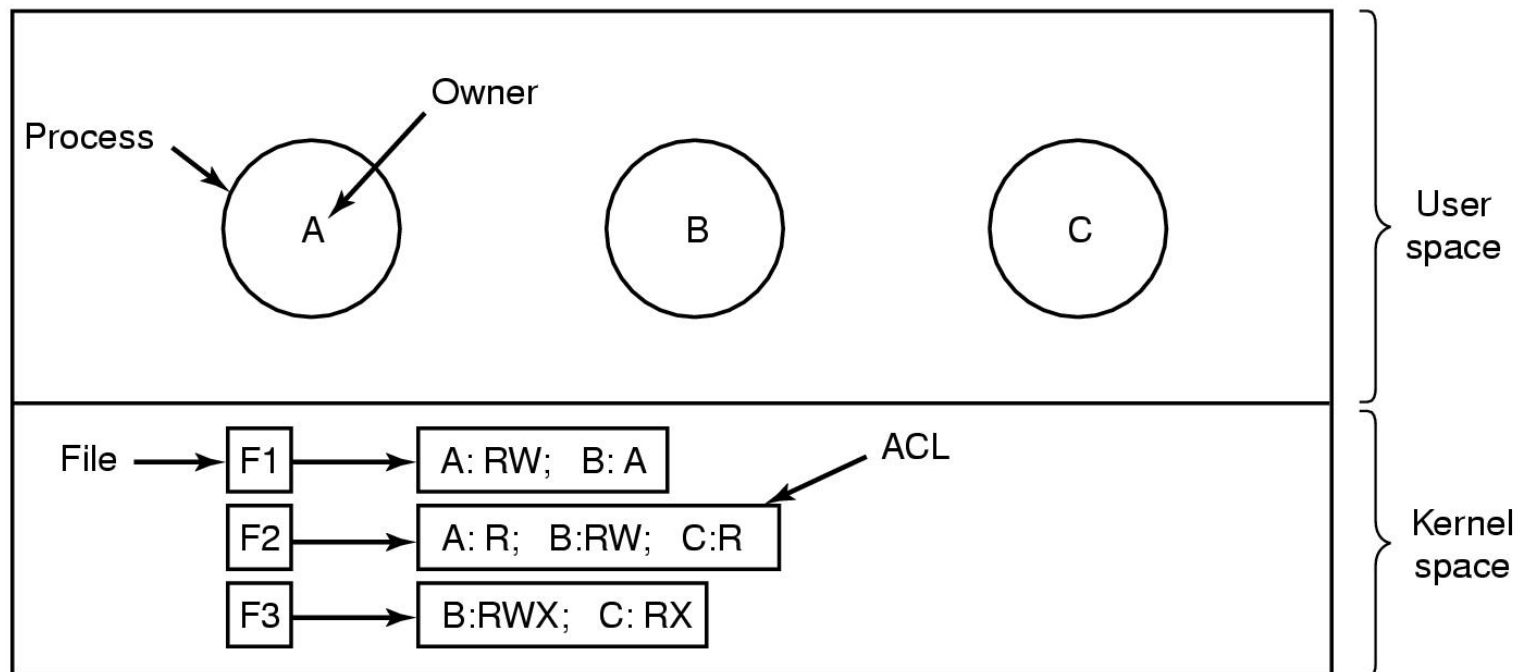 Owner
Process
A
B
C
User
space
File
F1
A: RW; B: A
ACL
F2
A: R; B:RW; C:R
F3
B:RWX; C: RX
Kernel
space